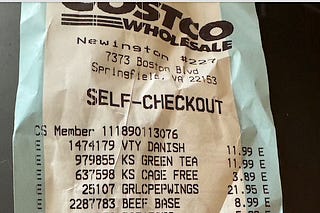 COSTCO
WHOLESALE
Newington #227
7373 Boston Blvd
Springfield, VA 22153
SELF-CHECKOUT
CS Member 111890113076
1474179 VTY DANISH 11.99 E
979855 KS GREEN TEA 11.99 E
637598 KS CAGE FREE 3.89 E
25107 GRLCPEPWINGS 21.95 E
2287783 BEEF BASE 8.99 E